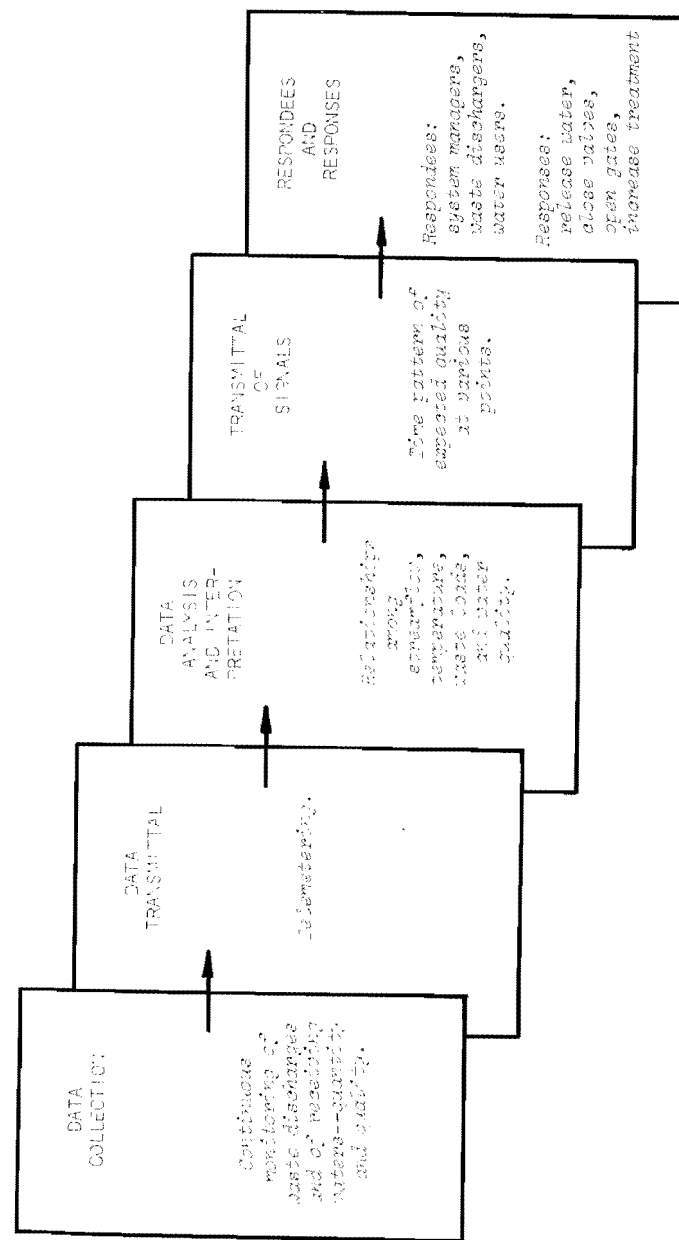 DATA
COLLECTION
Continuous
monitoring of
waste discharges
and of receiving
waters--quantity
and quality.
DATA
TRANSMITTAL
Telemetering.
DATA
ANALYSIS
AND INTER-
PRETATION
Relationships
among
streamflow,
temperature,
waste loads,
and water
quality.
TRANSMITTAL
OF
SIGNALS
Time pattern of
expected quality
at various
points.
RESPONDEES
AND
RESPONSES
Respondees:
system managers,
waste dischargers,
water users.
Responses:
release water,
close valves,
open gates,
increase treatment